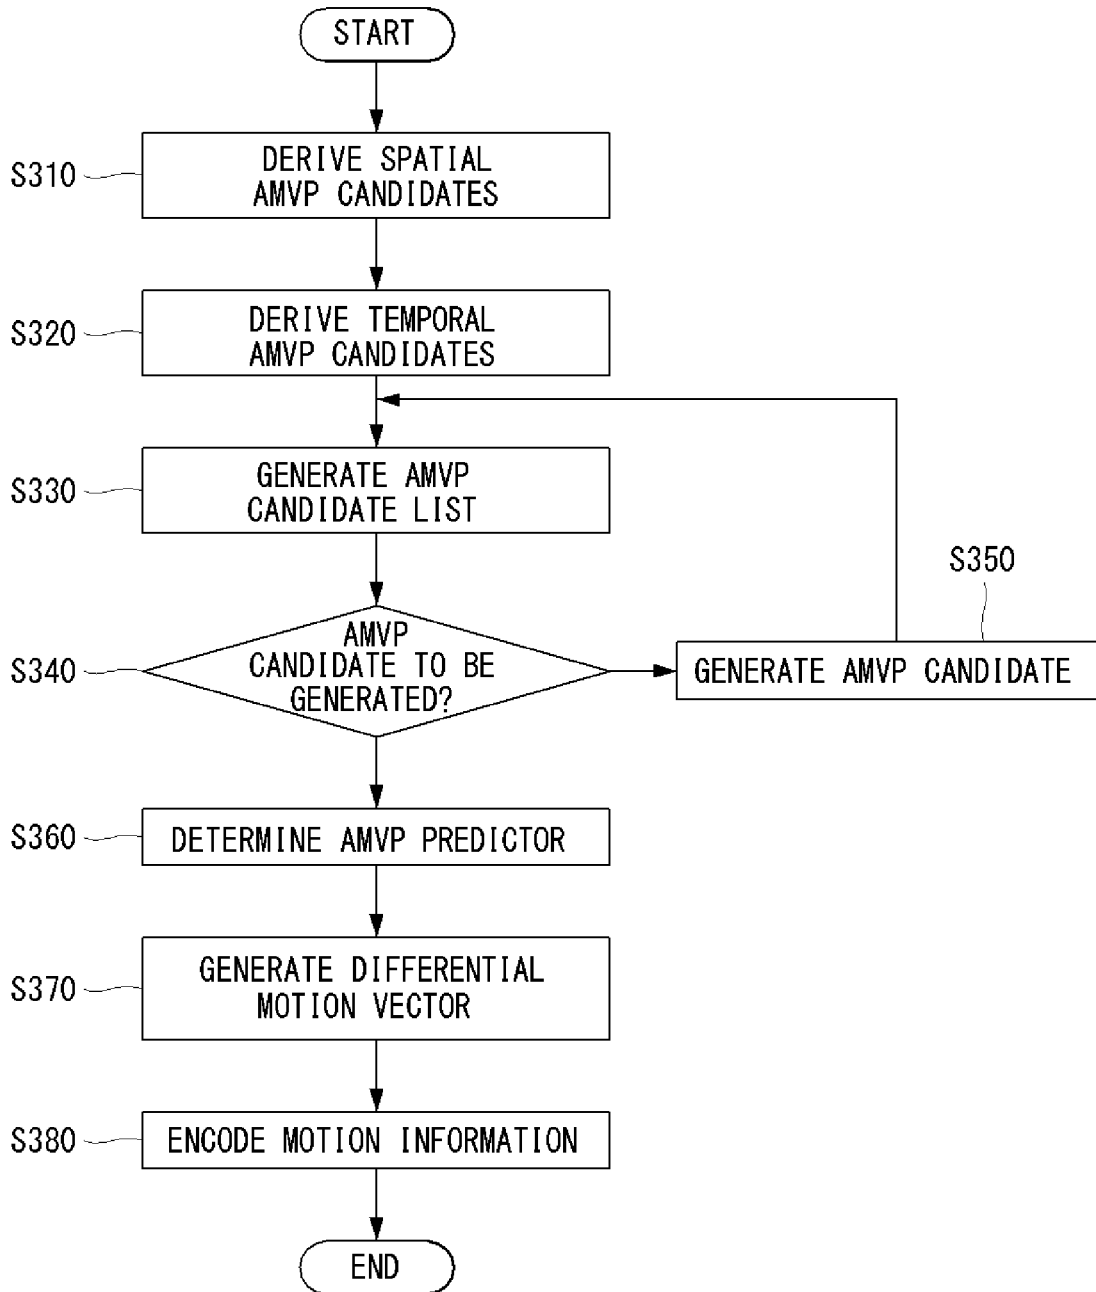 START
S310
DERIVE SPATIAL
AMVP CANDIDATES
S320
DERIVE TEMPORAL
AMVP CANDIDATES
S330
GENERATE AMVP
CANDIDATE LIST
S340
AMVP
CANDIDATE TO BE
GENERATED?
S350
GENERATE AMVP CANDIDATE
S360
DETERMINE AMVP PREDICTOR
S370
GENERATE DIFFERENTIAL
MOTION VECTOR
S380
ENCODE MOTION INFORMATION
END